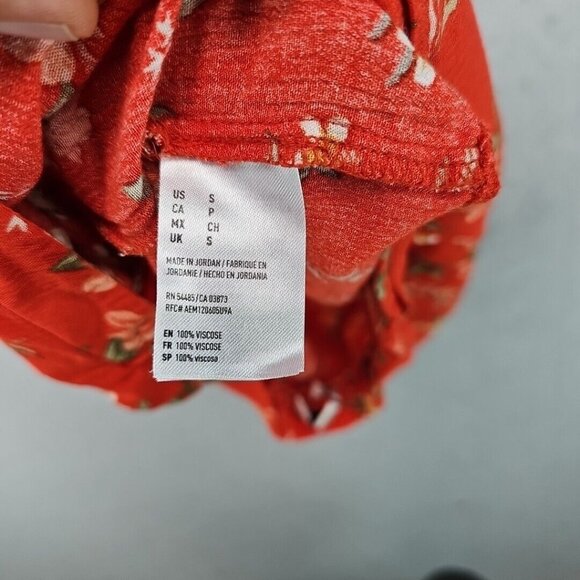 US S
CA P
MX CH
UK S
MADE IN JORDAN / FABRIQUE EN
JORDANIE / HECHO EN JORDANIA
RN 54485/CA 03873
RFC# AEM120605U9A
EN 100% VISCOSE
FR 100% VISCOSE
SP 100% viscosa